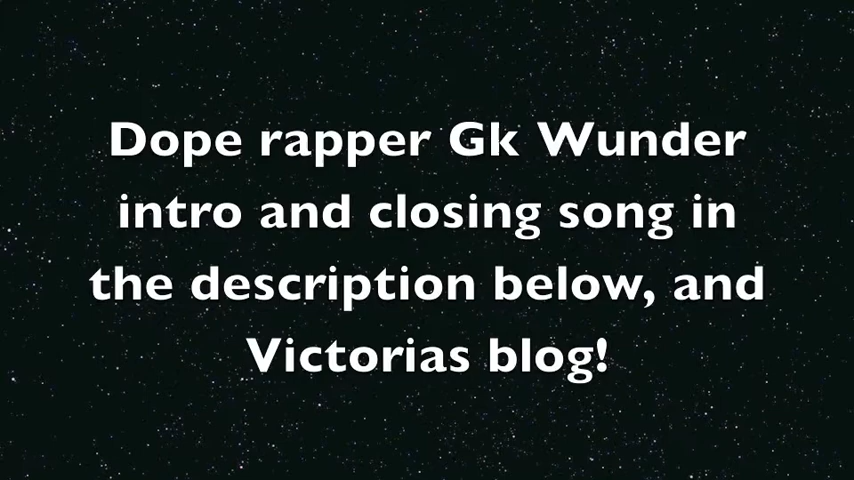 Dope rapper Gk Wunder
intro and closing song in
the description below, and
Victorias blog!